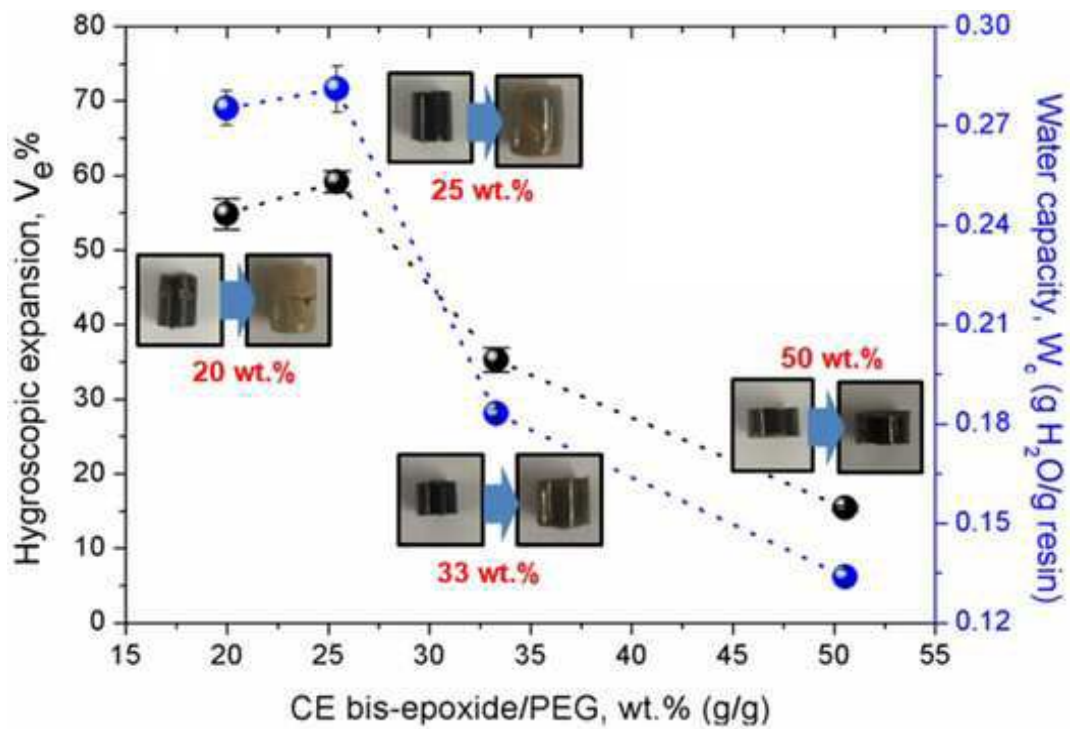 80
70
60
50
40
30
20
10
0
Hygroscopic expansion, Ve%
15 20 25 30 35 40 45 50 55
CE bis-epoxide/PEG, wt.% (g/g)
0.30
0.27
0.24
0.21
0.18
0.15
0.12
Water capacity, Wc (g H2O/g resin)
25 wt.%
20 wt.%
50 wt.%
33 wt.%